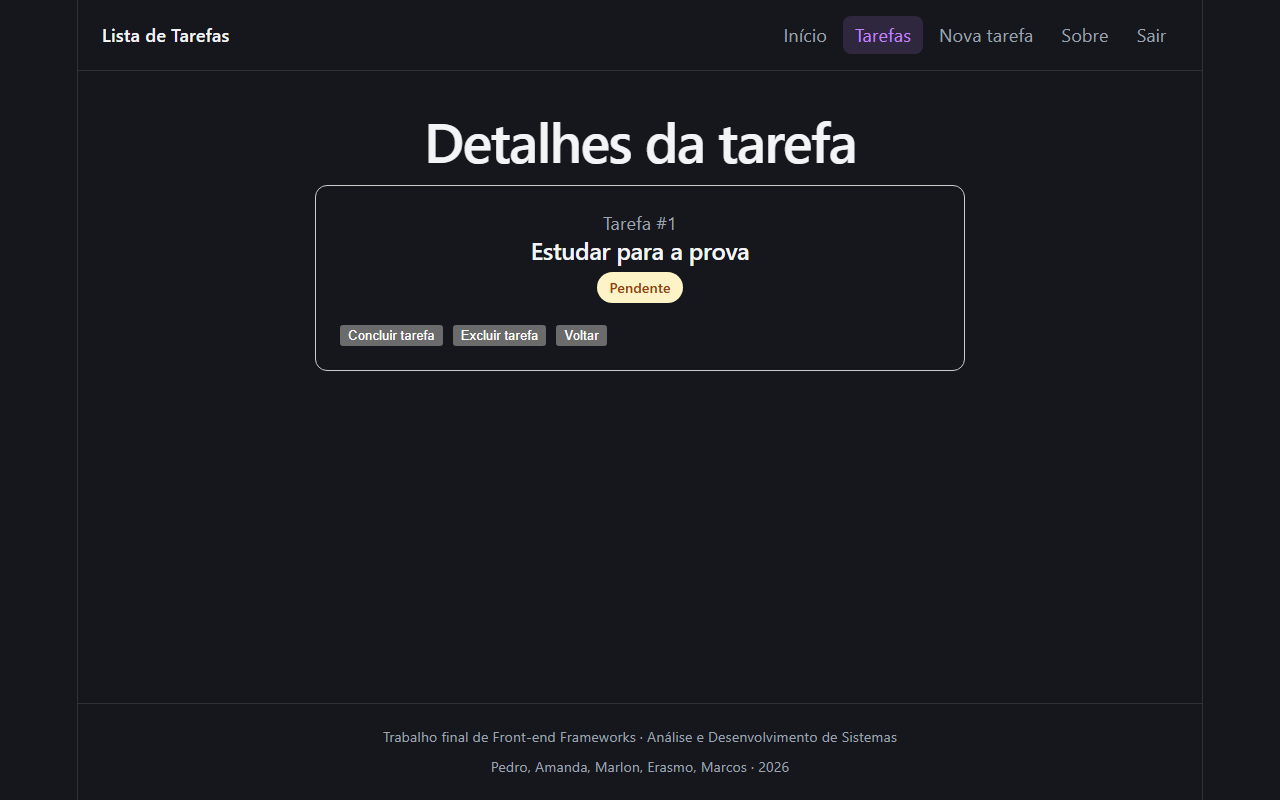 Lista de Tarefas Início Tarefas Nova tarefa Sobre Sair
Detalhes da tarefa
Tarefa #1
Estudar para a prova
Pendente
Concluir tarefa Excluir tarefa Voltar
Trabalho final de Front-end Frameworks · Análise e Desenvolvimento de Sistemas
Pedro, Amanda, Marlon, Erasmo, Marcos · 2026